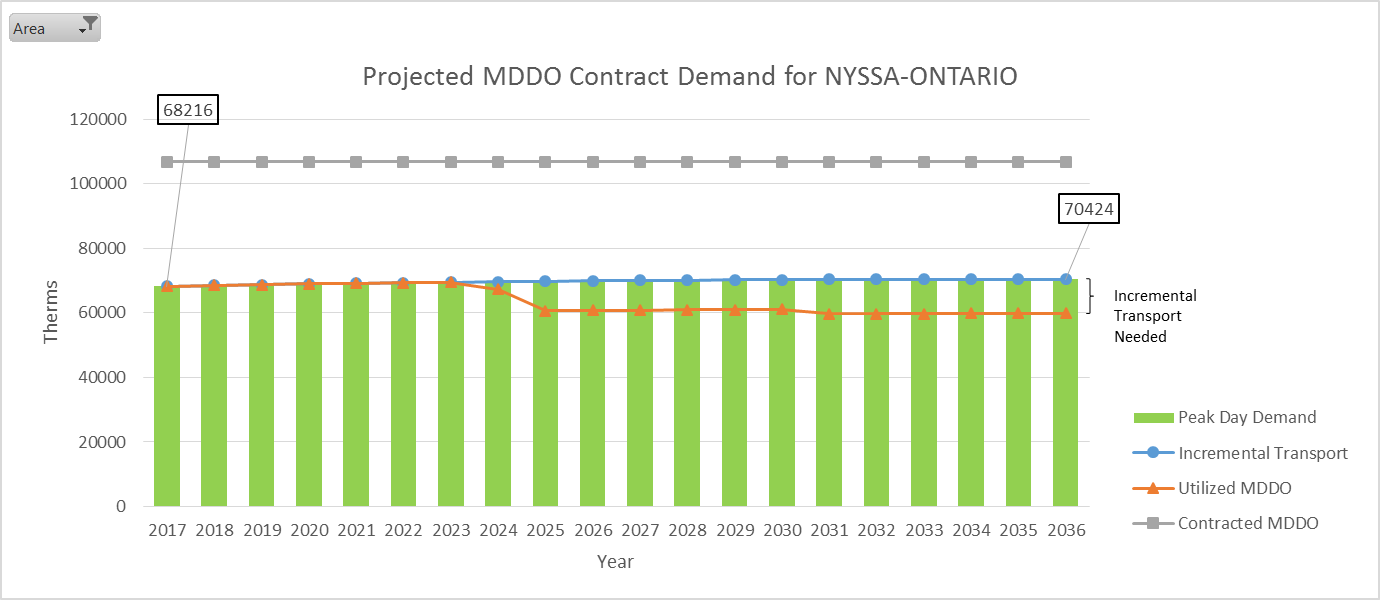 Area
Projected MDDO Contract Demand for NYSSA-ONTARIO
68216
120000
100000
80000
60000
40000
20000
0
Therms
70424
Incremental
Transport
Needed
Peak Day Demand
Incremental Transport
Utilized MDDO
Contracted MDDO
2017 2018 2019 2020 2021 2022 2023 2024 2025 2026 2027 2028 2029 2030 2031 2032 2033 2034 2035 2036
Year